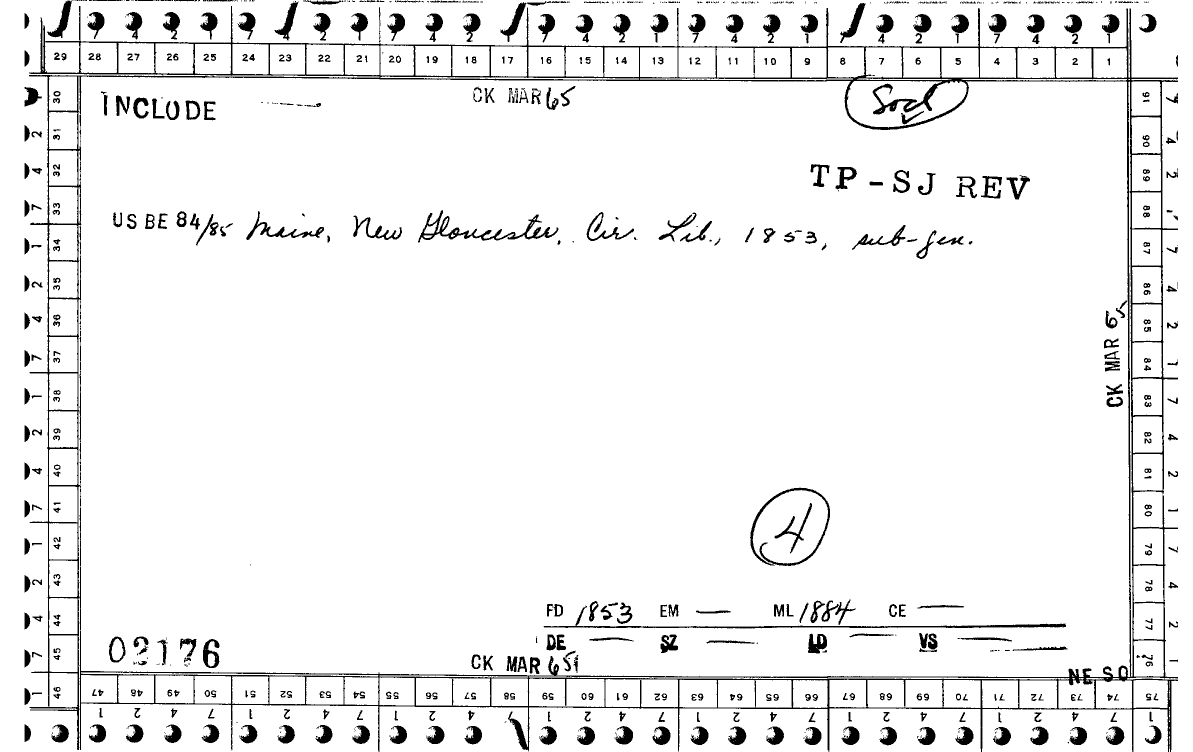 7 4 2 1 7 4 2 1 7 4 2 1 7 4 2 1 7 4 2 1 7 4 2 1 7 4 2 1
29 28 27 26 25 24 23 22 21 20 19 18 17 16 15 14 13 12 11 10 9 8 7 6 5 4 3 2 1
INCLUDE CK MAR 65
TP-SJ REV
US BE 84/85 Maine, New Gloucester, Cir. Lib., 1853, sub-gen.
CK MAR 65
4
FD 1853 EM — ML 1884 CE —
DE — SZ — LD — VS —
03176 CK MAR 65
NE SO
30
31
32
33
34
35
36
37
38
39
40
41
42
43
44
45
46
91
90
89
88
87
86
85
84
83
82
81
80
79
78
77
76
47 48 49 50 51 52 53 54 55 56 57 58 59 60 61 62 63 64 65 66 67 68 69 70 71 72 73 74 75
1 2 4 7 1 2 4 7 1 2 4 7 1 2 4 7 1 2 4 7 1 2 4 7 1 2 4 7 1